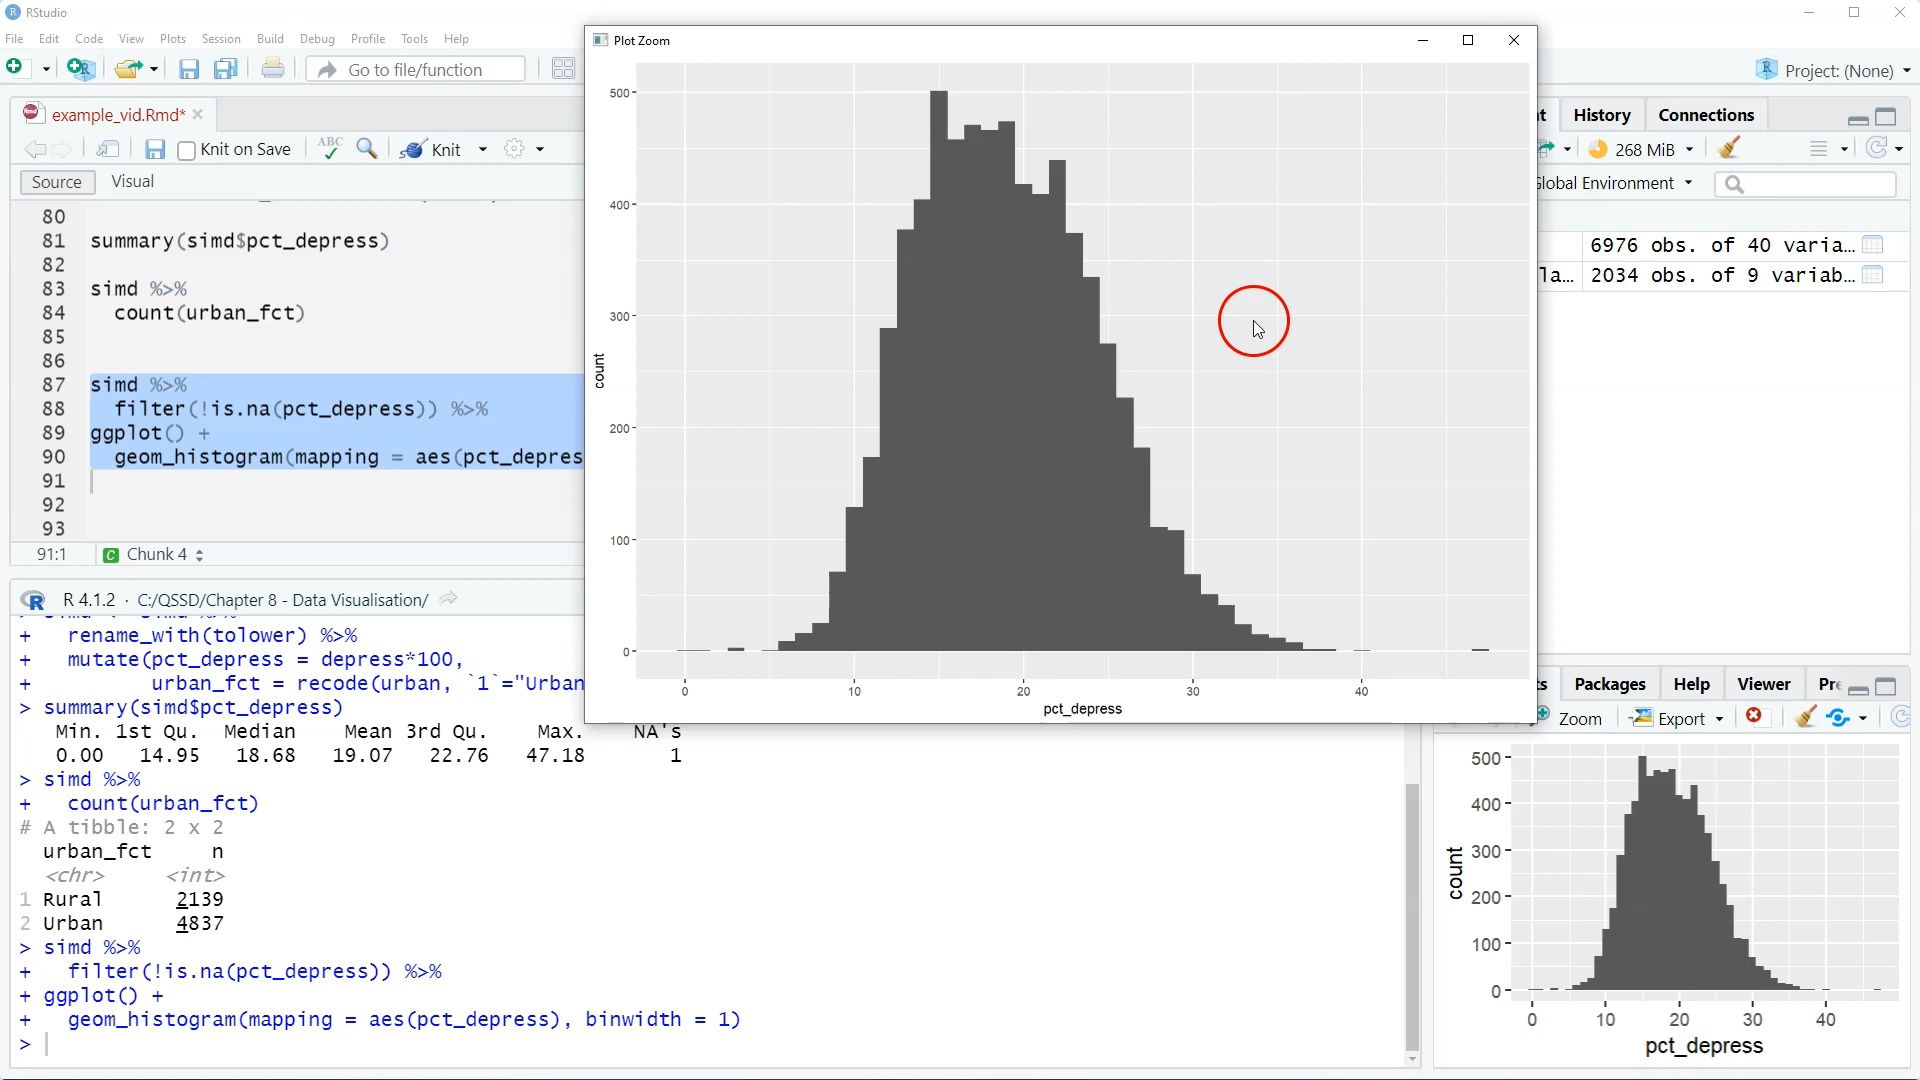 RStudio
File Edit Code View Plots Session Build Debug Profile Tools Help
Go to file/function
Project: (None)
example_vid.Rmd*
Knit on Save
ABC
Knit
Source Visual
80
81 summary(simd$pct_depress)
82
83 simd %>%
84 count(urban_fct)
85
86
87 simd %>%
88 filter(!is.na(pct_depress)) %>%
89 ggplot() +
90 geom_histogram(mapping = aes(pct_depres
91
92
93
91:1 Chunk 4
Plot Zoom
500
400
300
200
100
0
count
0 10 20 30 40
pct_depress
History Connections
268 MiB
Global Environment
6976 obs. of 40 varia...
la... 2034 obs. of 9 variab...
R 4.1.2 · C:/QSSD/Chapter 8 - Data Visualisation/
+ rename_with(tolower) %>%
+ mutate(pct_depress = depress*100,
+ urban_fct = recode(urban, `1`="Urban
> summary(simd$pct_depress)
Min. 1st Qu. Median Mean 3rd Qu. Max. NA's
0.00 14.95 18.68 19.07 22.76 47.18 1
> simd %>%
+ count(urban_fct)
# A tibble: 2 x 2
urban_fct n
<chr> <int>
1 Rural 2139
2 Urban 4837
> simd %>%
+ filter(!is.na(pct_depress)) %>%
+ ggplot() +
+ geom_histogram(mapping = aes(pct_depress), binwidth = 1)
>
ts Packages Help Viewer Pre
Zoom Export
500
400
300
200
100
0
count
0 10 20 30 40
pct_depress